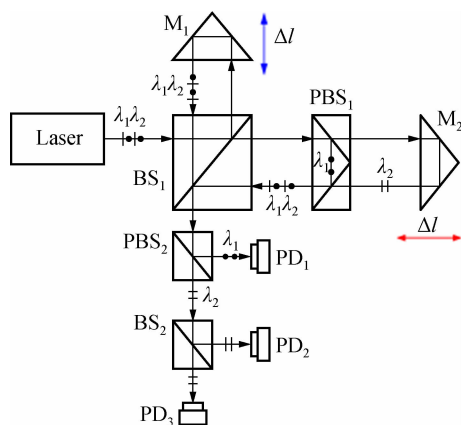 M₁
Δl
λ₁λ₂
PBS₁
M₂
Laser
λ₁λ₂
λ₁
λ₂
BS₁
λ₁λ₂
Δl
PBS₂
λ₁
PD₁
λ₂
BS₂
PD₂
PD₃